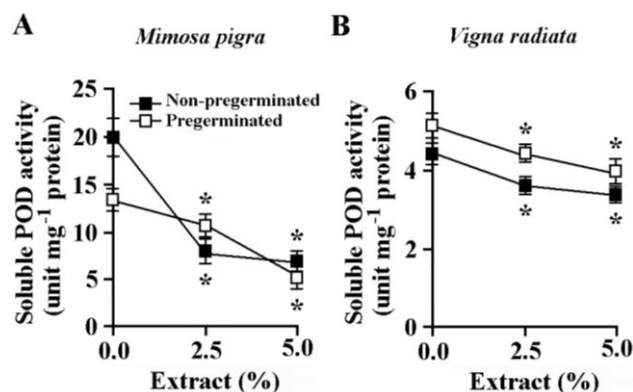 A
Mimosa pigra
Soluble POD activity
(unit mg⁻¹ protein)
25
20
15
10
5
0
Non-pregerminated
Pregerminated
*
*
*
*
0.0
2.5
5.0
Extract (%)
B
Vigna radiata
Soluble POD activity
(unit mg⁻¹ protein)
6
4
2
0
*
*
*
*
0.0
2.5
5.0
Extract (%)